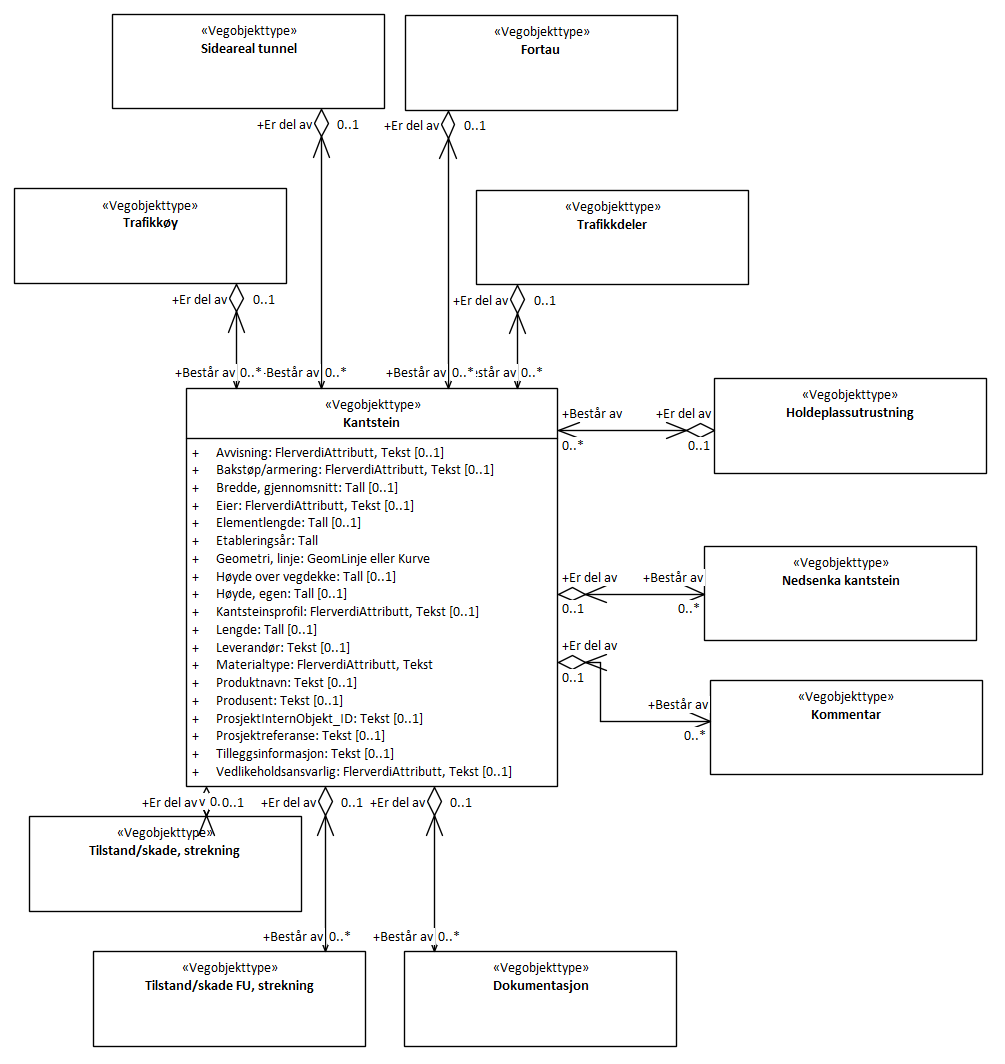 «Vegobjekttype»
Sideareal tunnel
«Vegobjekttype»
Fortau
+Er del av 0..1
+Er del av 0..1
«Vegobjekttype»
Trafikkøy
«Vegobjekttype»
Trafikkdeler
+Er del av 0..1
+Er del av 0..1
+Består av 0..*
Består av 0..*
+Består av 0..*
står av 0..*
«Vegobjekttype»
Kantstein
+ Avvisning: FlerverdiAttributt, Tekst [0..1]
+ Bakstøp/armering: FlerverdiAttributt, Tekst [0..1]
+ Bredde, gjennomsnitt: Tall [0..1]
+ Eier: FlerverdiAttributt, Tekst [0..1]
+ Elementlengde: Tall [0..1]
+ Etableringsår: Tall
+ Geometri, linje: GeomLinje eller Kurve
+ Høyde over vegdekke: Tall [0..1]
+ Høyde, egen: Tall [0..1]
+ Kantsteinsprofil: FlerverdiAttributt, Tekst [0..1]
+ Lengde: Tall [0..1]
+ Leverandør: Tekst [0..1]
+ Materialtype: FlerverdiAttributt, Tekst
+ Produktnavn: Tekst [0..1]
+ Produsent: Tekst [0..1]
+ ProsjektInternObjekt_ID: Tekst [0..1]
+ Prosjektreferanse: Tekst [0..1]
+ Tilleggsinformasjon: Tekst [0..1]
+ Vedlikeholdsansvarlig: FlerverdiAttributt, Tekst [0..1]
+Består av +Er del av
0..* 0..1
«Vegobjekttype»
Holdeplassutrustning
+Er del av +Består av
0..1 0..*
«Vegobjekttype»
Nedsenka kantstein
+Er del av
0..1
+Består av
0..*
«Vegobjekttype»
Kommentar
+Er del av v 0..0..1
+Er del av 0..1
+Er del av 0..1
«Vegobjekttype»
Tilstand/skade, strekning
+Består av 0..*
+Består av 0..*
«Vegobjekttype»
Tilstand/skade FU, strekning
«Vegobjekttype»
Dokumentasjon